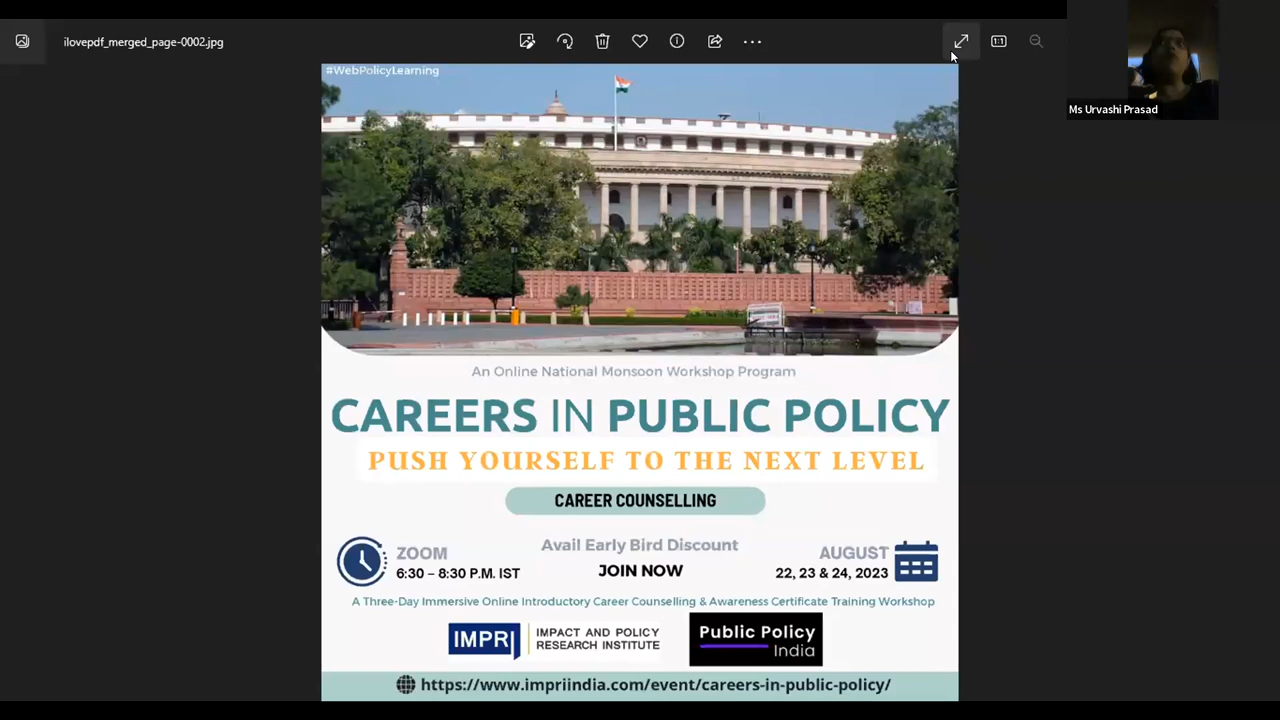 ilovepdf_merged_page-0002.jpg
Ms Urvashi Prasad
#WebPolicyLearning
An Online National Monsoon Workshop Program
CAREERS IN PUBLIC POLICY
PUSH YOURSELF TO THE NEXT LEVEL
CAREER COUNSELLING
ZOOM
6:30 – 8:30 P.M. IST
Avail Early Bird Discount
JOIN NOW
AUGUST
22, 23 & 24, 2023
A Three-Day Immersive Online Introductory Career Counselling & Awareness Certificate Training Workshop
IMPRI
IMPACT AND POLICY
RESEARCH INSTITUTE
Public Policy
India
https://www.impriindia.com/event/careers-in-public-policy/